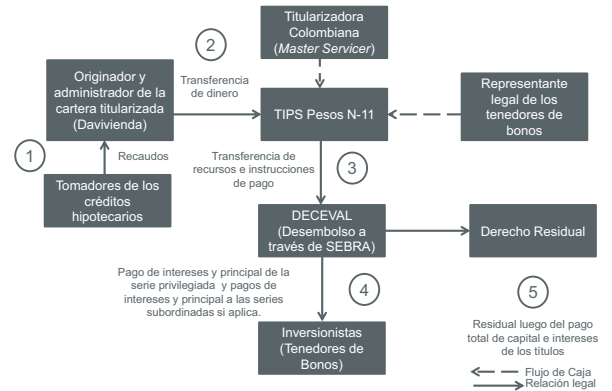 Titularizadora
Colombiana
(Master Servicer)
2
Originador y
administrador de la
cartera titularizada
(Davivienda)
Transferencia
de dinero
TIPS Pesos N-11
Representante
legal de los
tenedores de
bonos
1
Recaudos
Tomadores de los
créditos
hipotecarios
Transferencia de
recursos e instrucciones
de pago
3
DECEVAL
(Desembolso a
través de SEBRA)
Derecho Residual
Pago de intereses y principal de la
serie privilegiada y pagos de
intereses y principal a las series
subordinadas si aplica.
4
5
Inversionistas
(Tenedores de
Bonos)
Residual luego del pago
total de capital e intereses
de los títulos
Flujo de Caja
Relación legal